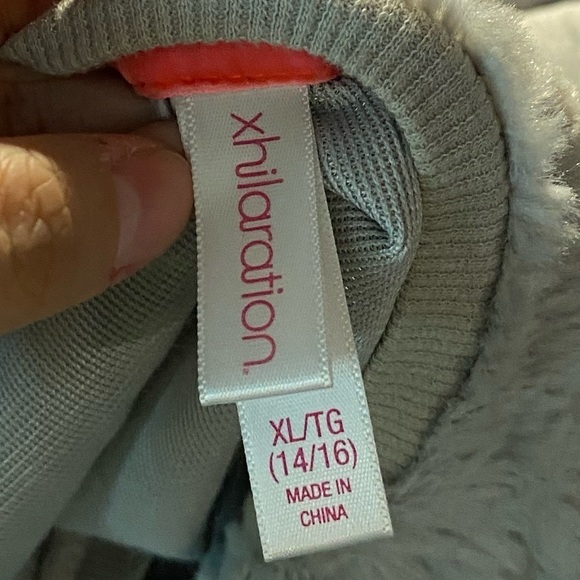 xhilaration.
XL/TG
(14/16)
MADE IN
CHINA